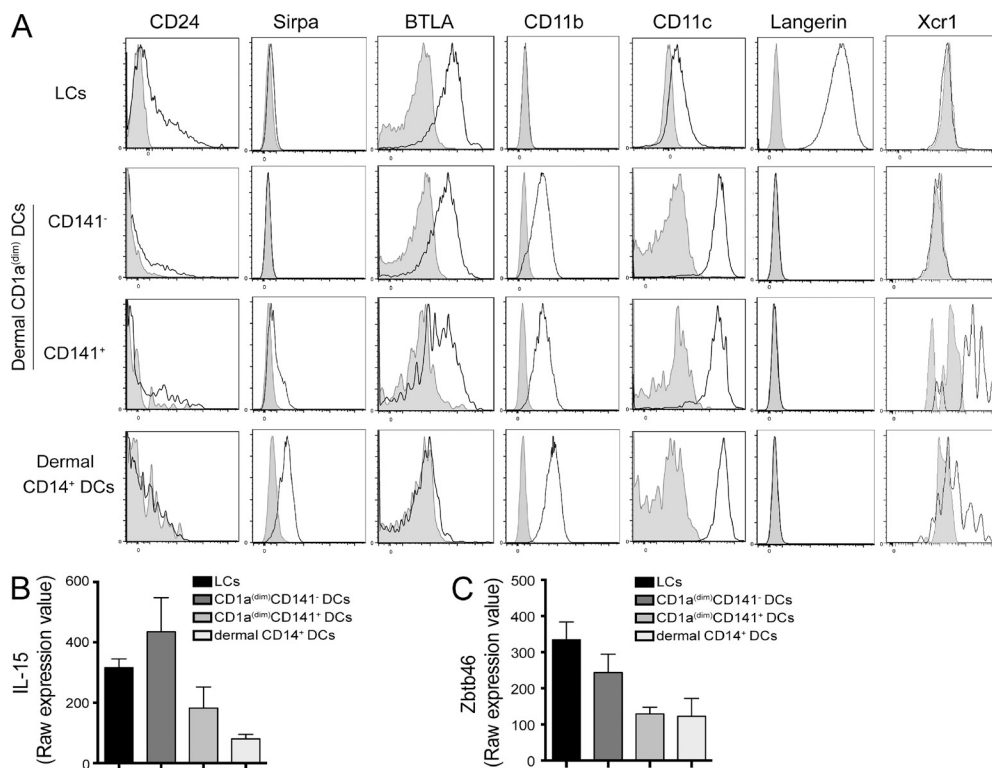 A
CD24 Sirpa BTLA CD11b CD11c Langerin Xcr1
LCs
Dermal CD1a(dim) DCs
CD141-
CD141+
Dermal
CD14+ DCs
B
IL-15
(Raw expression value)
600
400
200
0
LCs
CD1a(dim)CD141- DCs
CD1a(dim)CD141+ DCs
dermal CD14+ DCs
C
Zbtb46
(Raw expression value)
500
400
300
200
100
0
LCs
CD1a(dim)CD141- DCs
CD1a(dim)CD141+ DCs
dermal CD14+ DCs